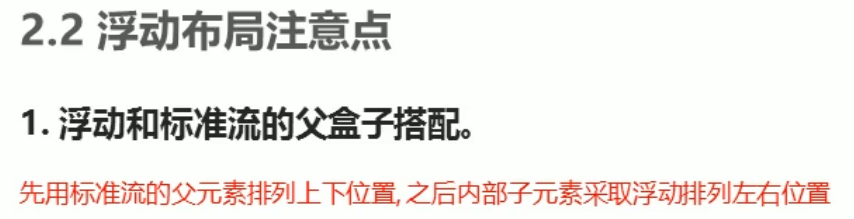 2.2 浮动布局注意点
1. 浮动和标准流的父盒子搭配。
先用标准流的父元素排列上下位置, 之后内部子元素采取浮动排列左右位置